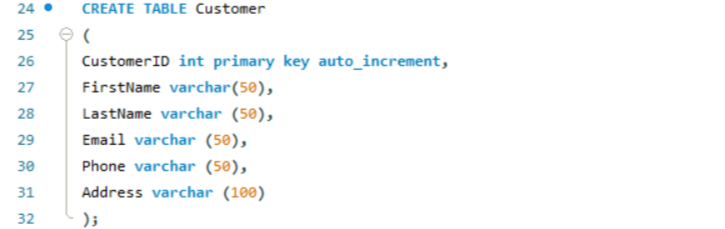 24 CREATE TABLE Customer
25 (
26 CustomerID int primary key auto_increment,
27 FirstName varchar(50),
28 LastName varchar (50),
29 Email varchar (50),
30 Phone varchar (50),
31 Address varchar (100)
32 );